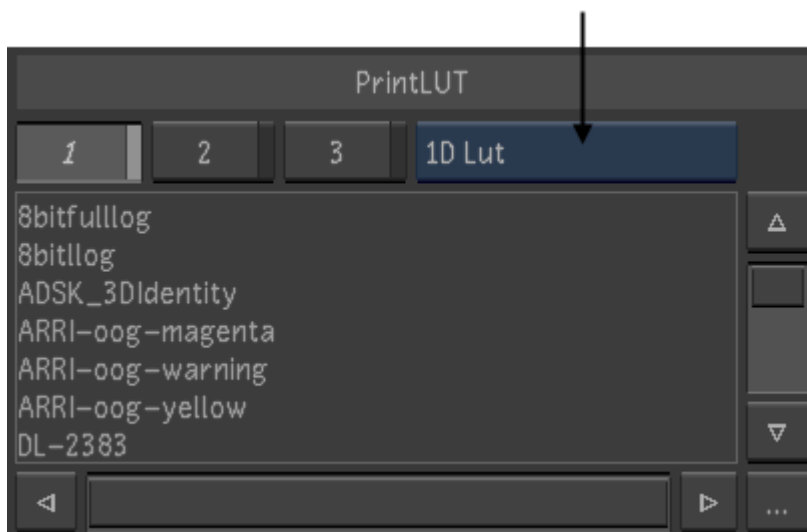 PrintLUT
1 2 3 1D Lut
8bitfulllog
8bitllog
ADSK_3DIdentity
ARRI-oog-magenta
ARRI-oog-warning
ARRI-oog-yellow
DL-2383
...